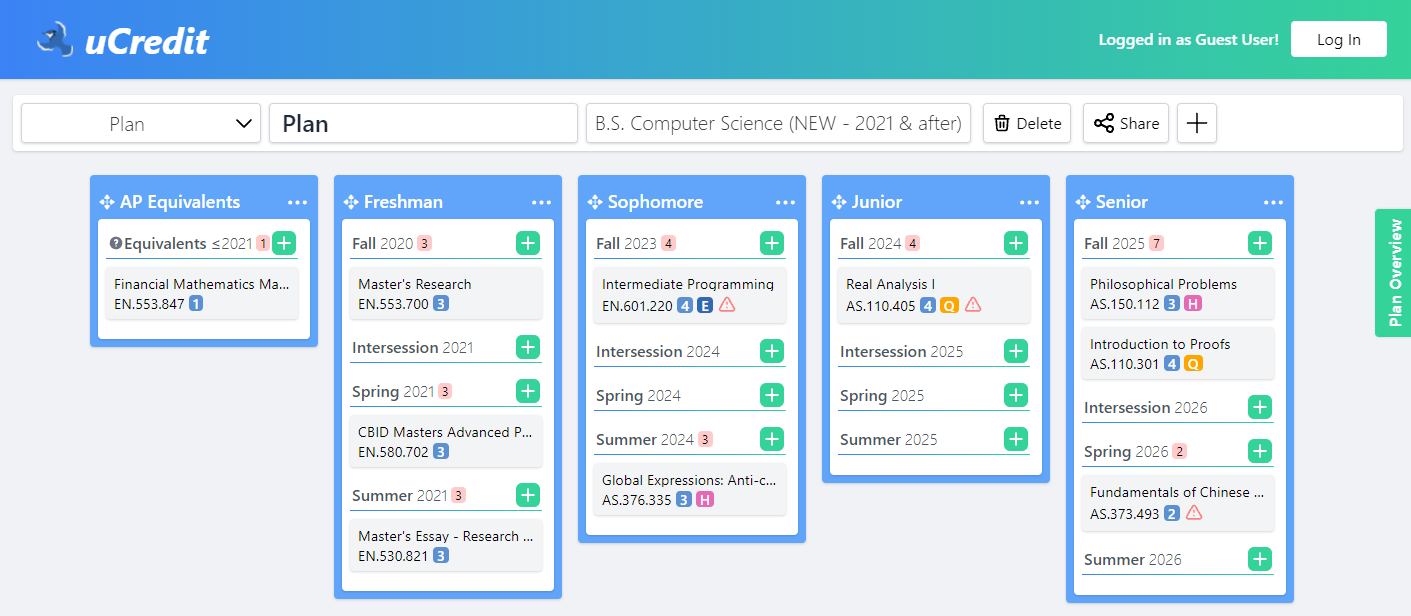 uCredit
Logged in as Guest User!
Log In
Plan
Plan
B.S. Computer Science (NEW - 2021 & after)
Delete
Share
AP Equivalents
Equivalents ≤2021 1
Financial Mathematics Ma...
EN.553.847 1
Freshman
Fall 2020 3
Master's Research
EN.553.700 3
Intersession 2021
Spring 2021 3
CBID Masters Advanced P...
EN.580.702 3
Summer 2021 3
Master's Essay - Research ...
EN.530.821 3
Sophomore
Fall 2023 4
Intermediate Programming
EN.601.220 4 E
Intersession 2024
Spring 2024
Summer 2024 3
Global Expressions: Anti-c...
AS.376.335 3 H
Junior
Fall 2024 4
Real Analysis I
AS.110.405 4 Q
Intersession 2025
Spring 2025
Summer 2025
Senior
Fall 2025 7
Philosophical Problems
AS.150.112 3 H
Introduction to Proofs
AS.110.301 4 Q
Intersession 2026
Spring 2026 2
Fundamentals of Chinese ...
AS.373.493 2
Summer 2026
Plan Overview